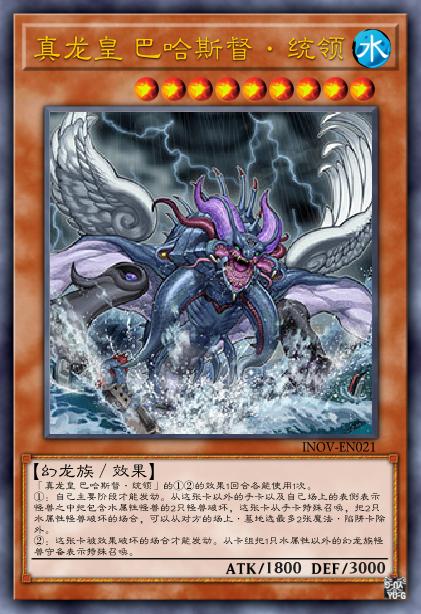 真龙皇 巴哈斯督・统领
水
INOV-EN021
【幻龙族／效果】
「真龙皇 巴哈斯督・统领」的①②的效果1回合各能使用1次。
①：自己主要阶段才能发动。从这张卡以外的手卡以及自己场上的表侧表示
怪兽之中把包含水属性怪兽的2只怪兽破坏，这张卡从手卡特殊召唤，把2只
水属性怪兽破坏的场合，可以从对方的场上・墓地选最多2张魔法・陷阱卡除
外。
②：这张卡被效果破坏的场合才能发动。从卡组把1只水属性以外的幻龙族怪
兽守备表示特殊召唤。
ATK/1800 DEF/3000